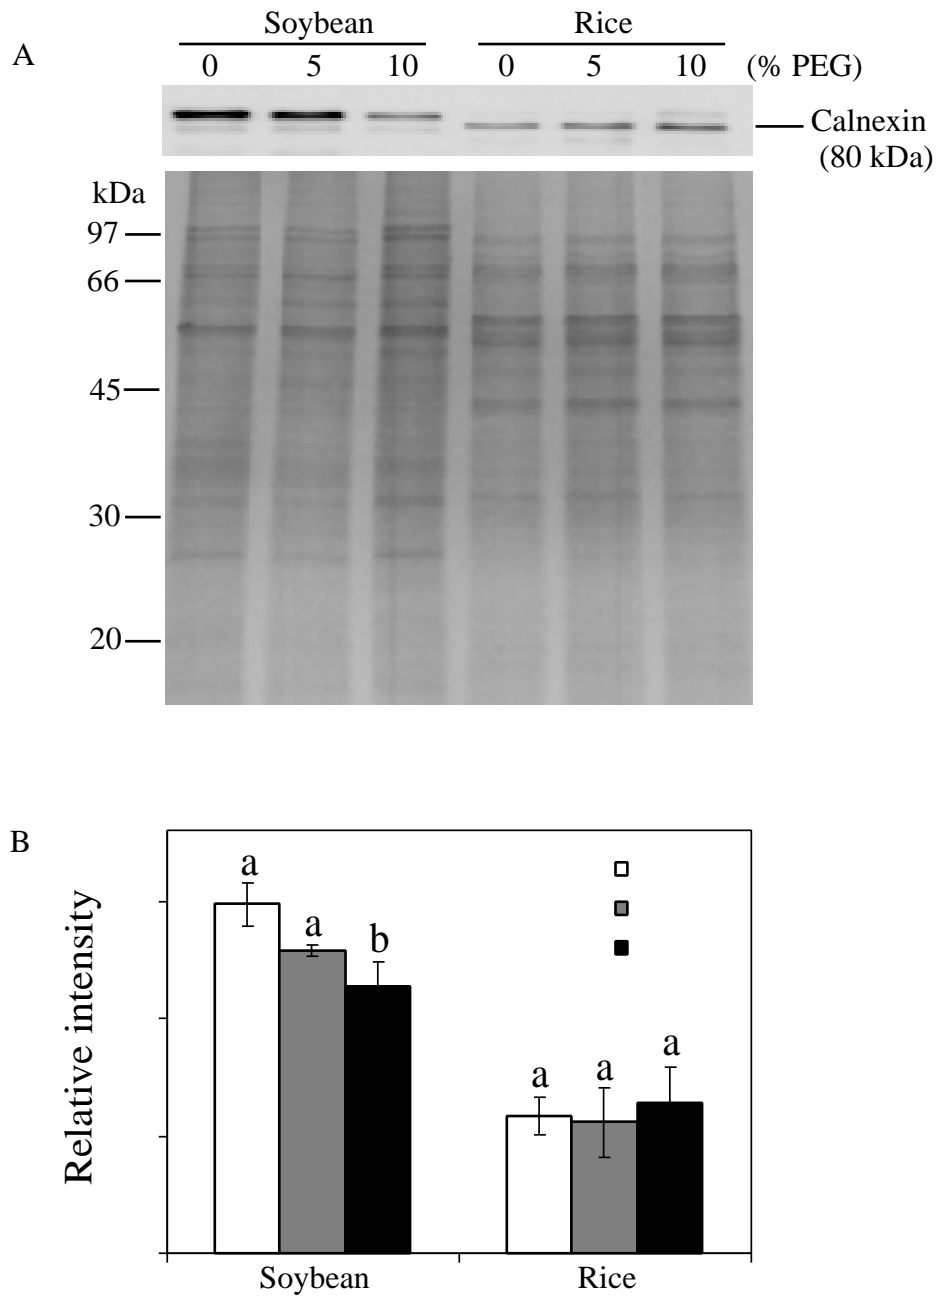 A
Soybean
Rice
0 5 10 0 5 10 (% PEG)
Calnexin
(80 kDa)
kDa
97
66
45
30
20
B
Relative intensity
a a b a a a
Soybean Rice